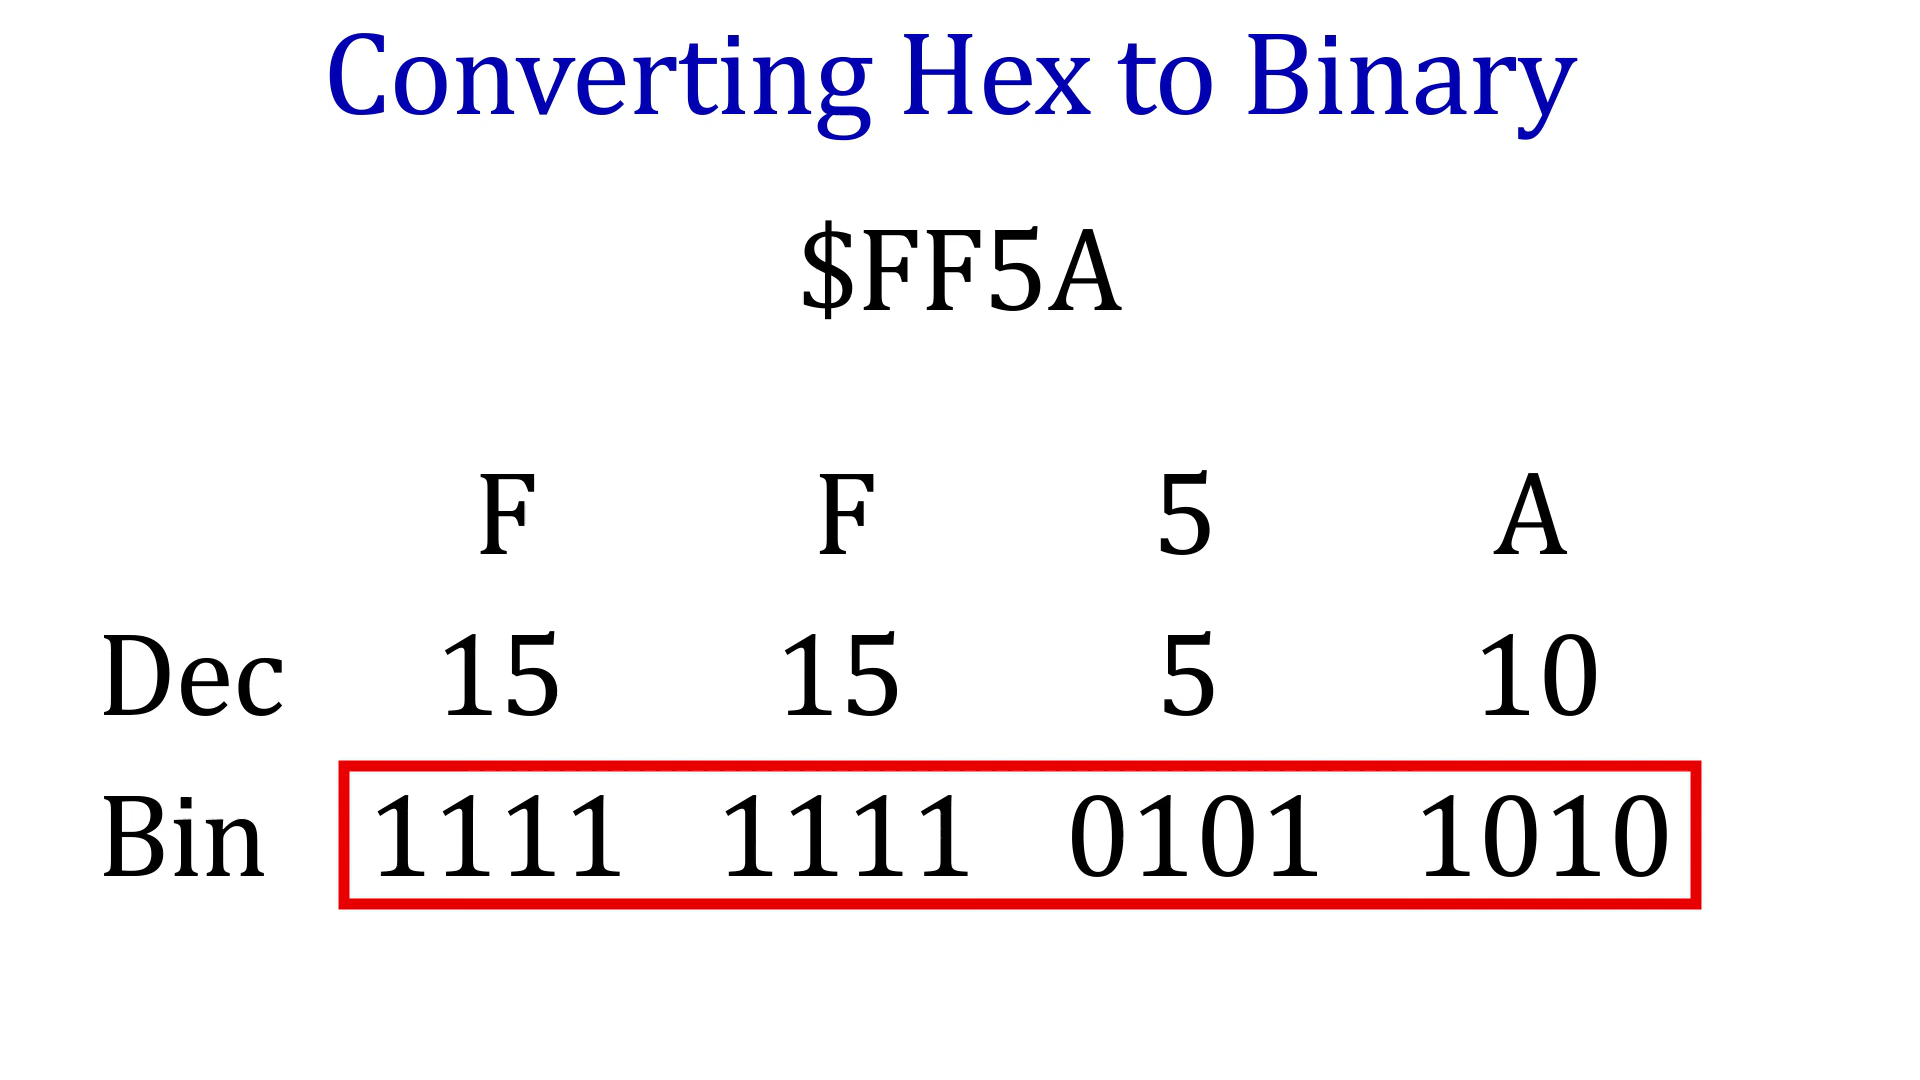 Converting Hex to Binary
$FF5A
F F 5 A
Dec 15 15 5 10
Bin 1111 1111 0101 1010